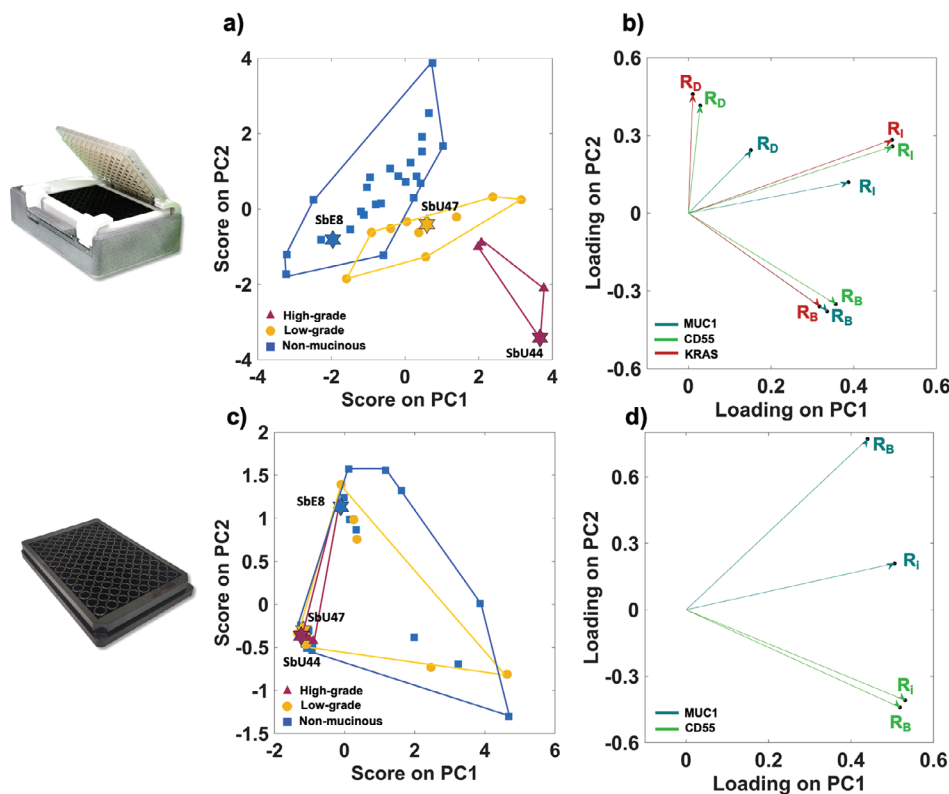 a)
4
2
0
-2
-4
-4
-2
0
2
4
Score on PC2
Score on PC1
SbE8
SbU47
SbU44
High-grade
Low-grade
Non-mucinous
b)
0.6
0.3
0
-0.3
-0.6
0
0.2
0.4
0.6
Loading on PC2
Loading on PC1
R_D
R_D
R_D
R_I
R_I
R_I
R_B
R_B
R_B
MUC1
CD55
KRAS
c)
2
1.5
1
0.5
0
-0.5
-1
-1.5
-2
0
2
4
6
Score on PC2
Score on PC1
SbE8
SbU47
SbU44
High-grade
Low-grade
Non-mucinous
d)
0.6
0.3
0
-0.3
-0.6
0
0.2
0.4
0.6
Loading on PC2
Loading on PC1
R_B
R_i
R_i
R_B
MUC1
CD55